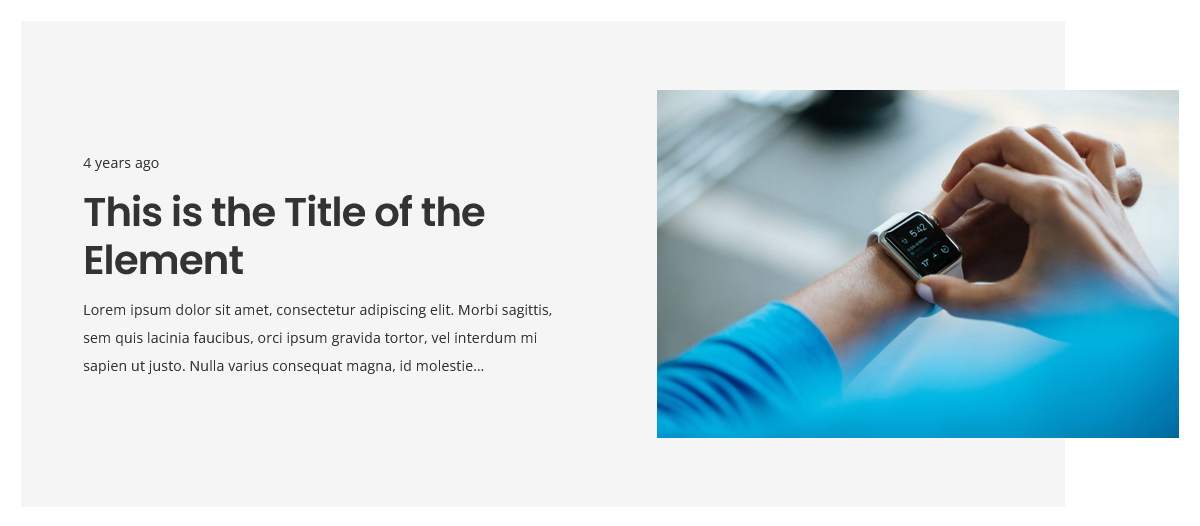 4 years ago
This is the Title of the
Element
Lorem ipsum dolor sit amet, consectetur adipiscing elit. Morbi sagittis,
sem quis lacinia faucibus, orci ipsum gravida tortor, vel interdum mi
sapien ut justo. Nulla varius consequat magna, id molestie...
5:42